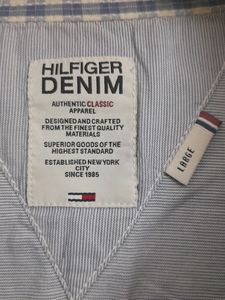 HILFIGER
DENIM
AUTHENTIC CLASSIC
APPAREL
DESIGNED AND CRAFTED
FROM THE FINEST QUALITY
MATERIALS
SUPERIOR GOODS OF THE
HIGHEST STANDARD
ESTABLISHED NEW YORK
CITY
SINCE 1985
LARGE